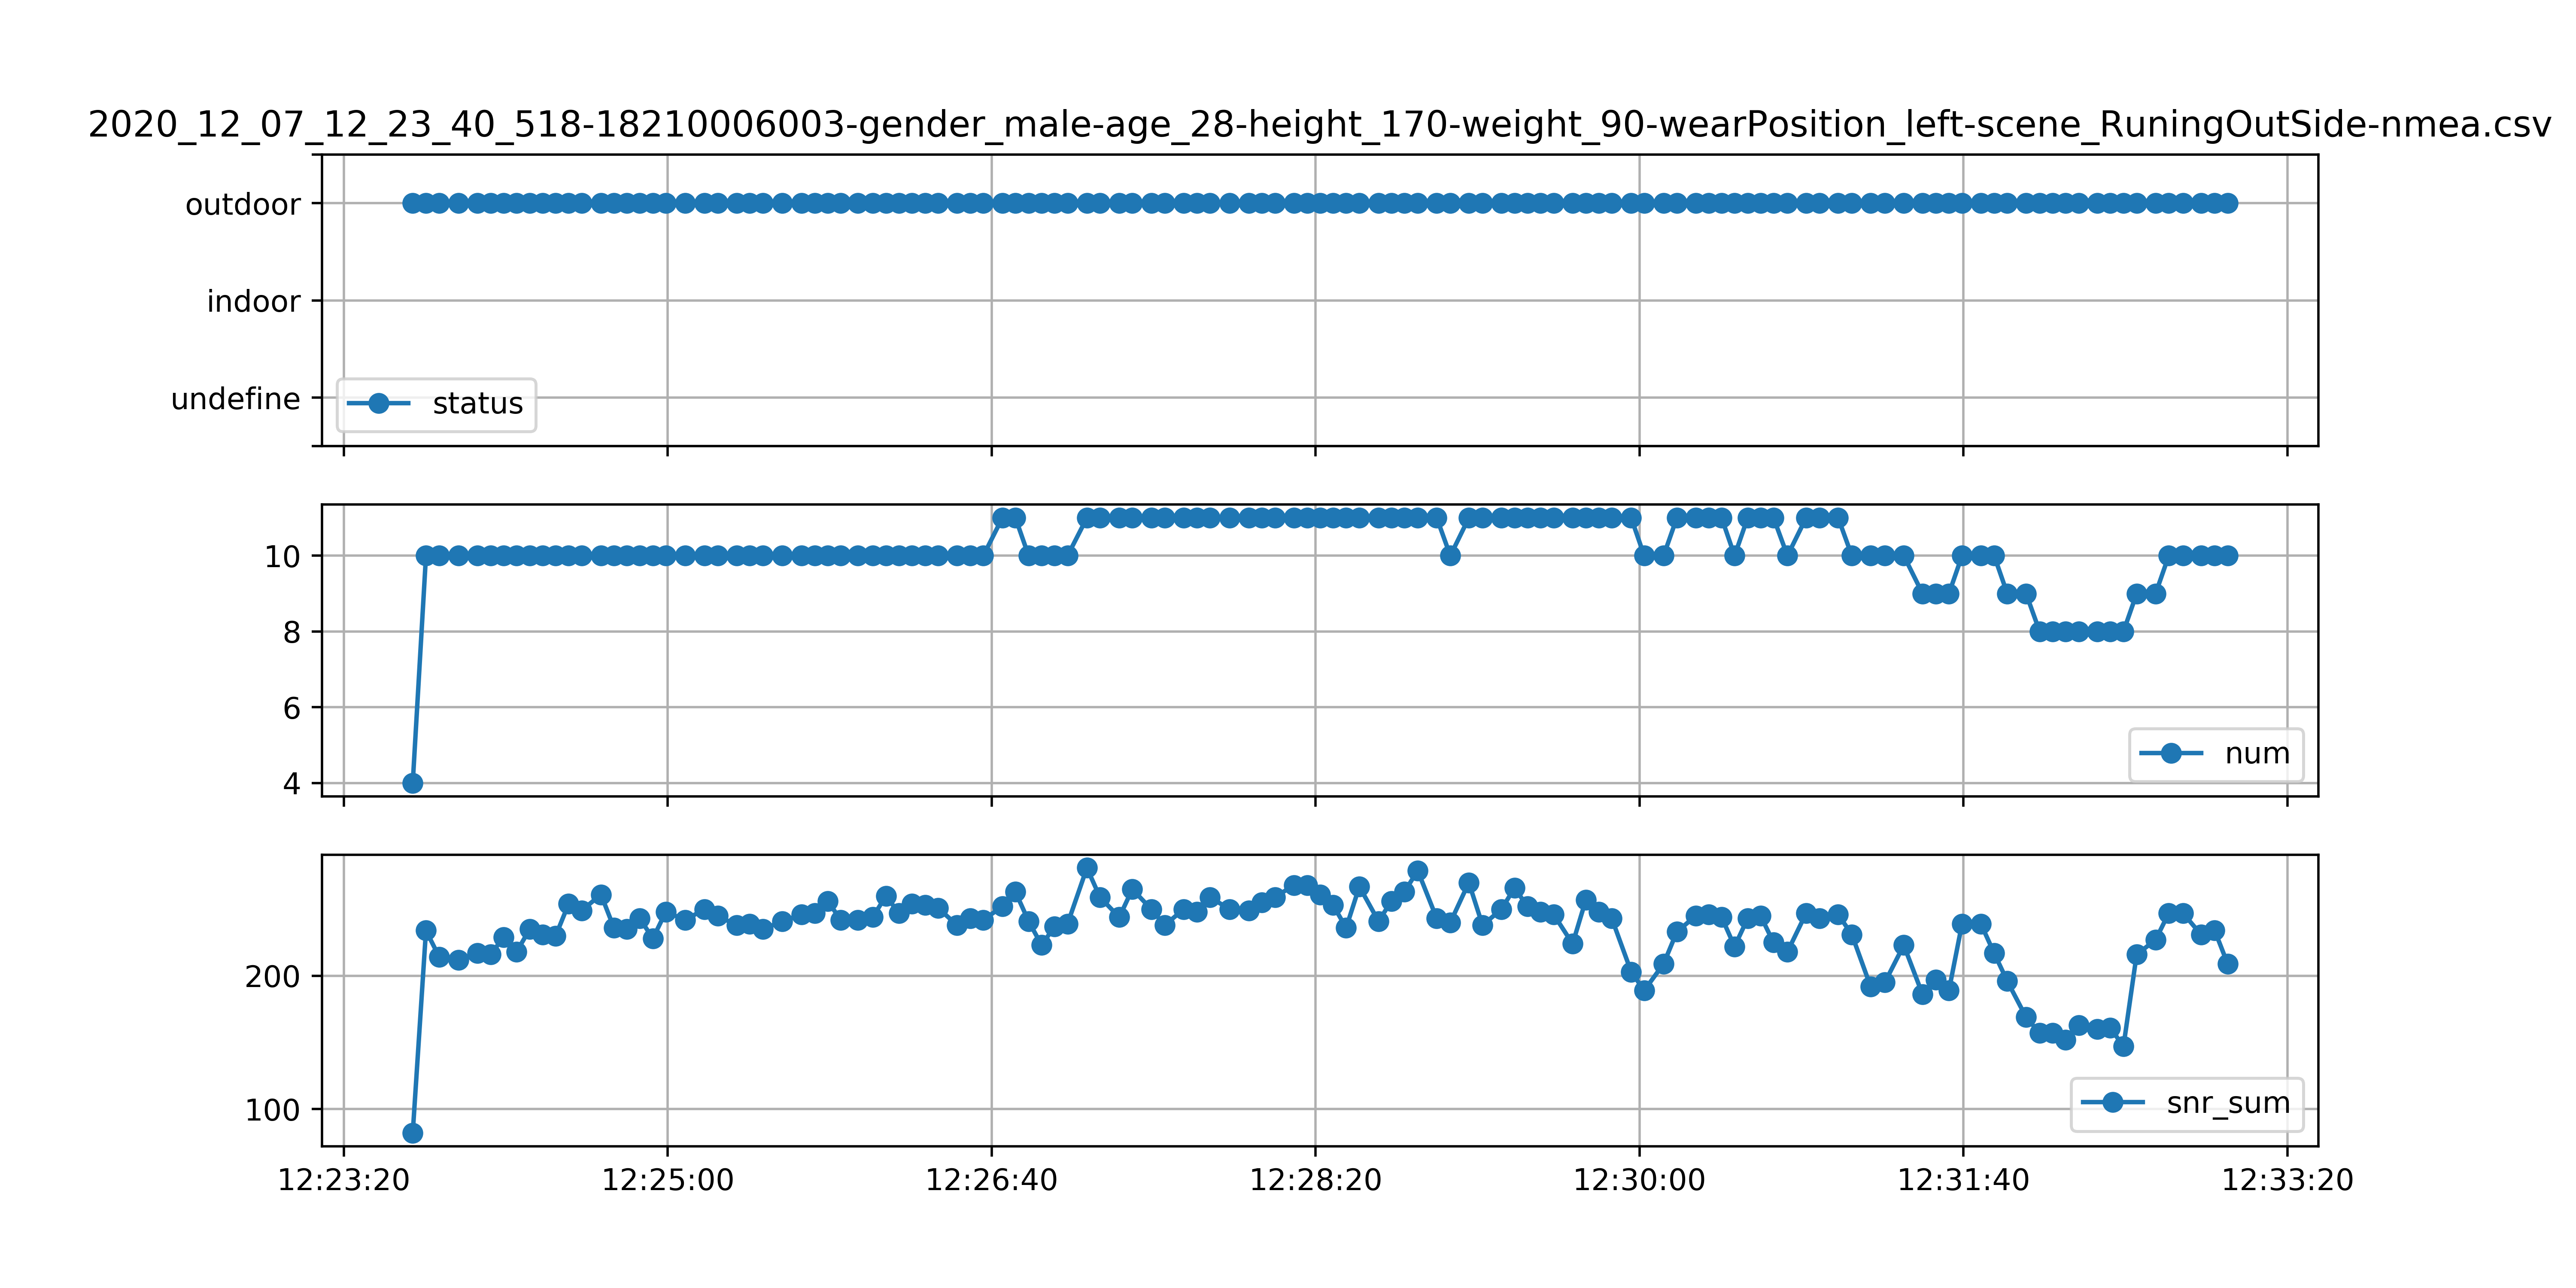 2020_12_07_12_23_40_518-18210006003-gender_male-age_28-height_170-weight_90-wearPosition_left-scene_RuningOutSide-nmea.csv
outdoor
indoor
undefine
status
10
8
6
4
num
200
100
snr_sum
12:23:20 12:25:00 12:26:40 12:28:20 12:30:00 12:31:40 12:33:20